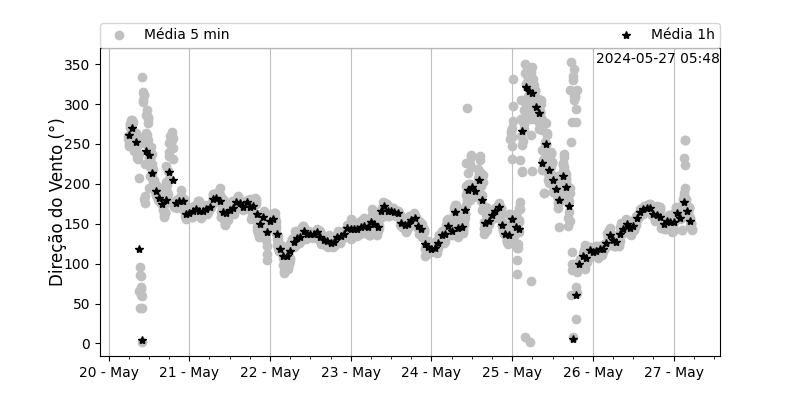 Média 5 min
Média 1h
2024-05-27 05:48
Direção do Vento (°)
350
300
250
200
150
100
50
0
20 - May
21 - May
22 - May
23 - May
24 - May
25 - May
26 - May
27 - May